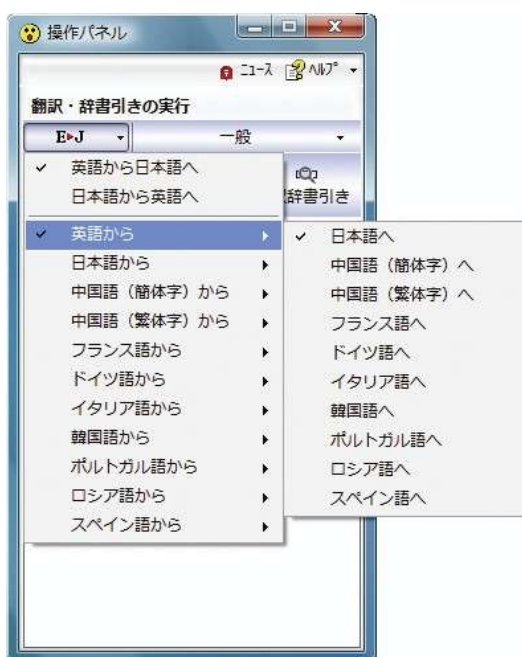 操作パネル
ニュース ヘルプ
翻訳・辞書引きの実行
E▸J 一般
英語から日本語へ
日本語から英語へ
辞書引き
英語から
日本語から
中国語（簡体字）から
中国語（繁体字）から
フランス語から
ドイツ語から
イタリア語から
韓国語から
ポルトガル語から
ロシア語から
スペイン語から
日本語へ
中国語（簡体字）へ
中国語（繁体字）へ
フランス語へ
ドイツ語へ
イタリア語へ
韓国語へ
ポルトガル語へ
ロシア語へ
スペイン語へ